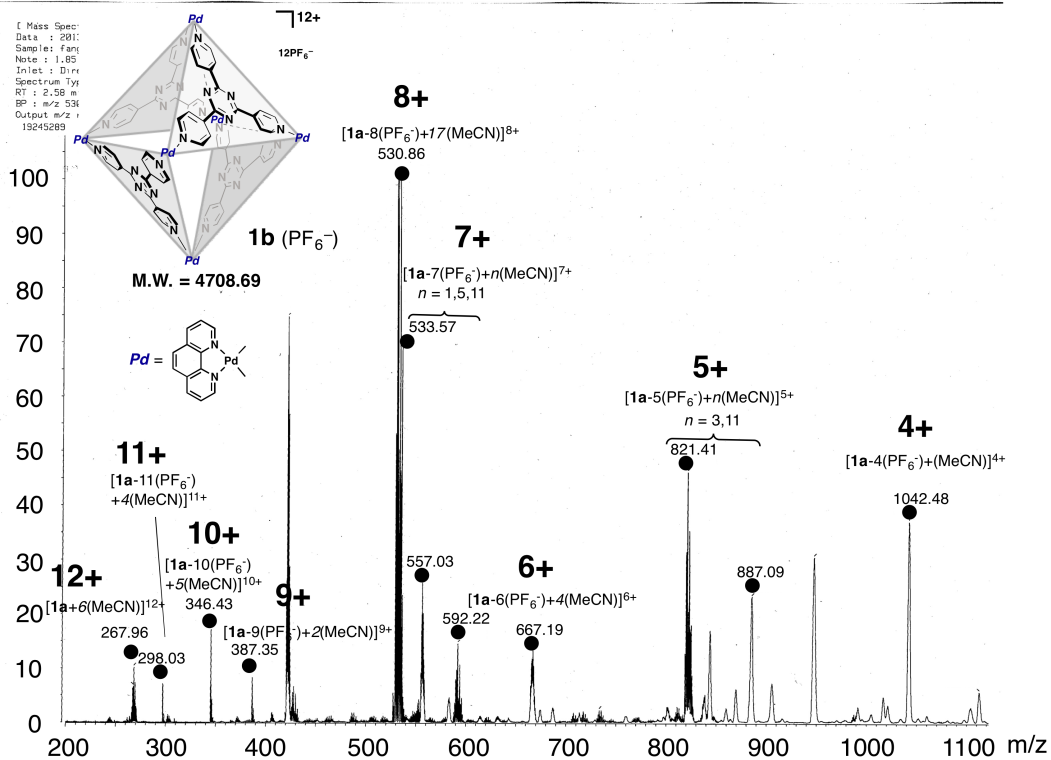 [ Mass Spec
Data : 201
Sample: fang
Note : 1.85
Inlet : Dire
Spectrum Typ
RT : 2.58 m
BP : m/z 53
Output m/z r
19245289
12+
12PF6−
Pd
N
N
N
N
N
N
N
Pd
Pd
Pd
Pd
N
N
N
N
N
N
N
N
N
N
Pd
1b (PF6−)
M.W. = 4708.69
Pd =
N
Pd
N
8+
[1a-8(PF6-)+17(MeCN)]8+
530.86
7+
[1a-7(PF6-)+n(MeCN)]7+
n = 1,5,11
533.57
5+
[1a-5(PF6-)+n(MeCN)]5+
n = 3,11
821.41
4+
[1a-4(PF6-)+(MeCN)]4+
1042.48
11+
[1a-11(PF6-)
+4(MeCN)]11+
10+
[1a-10(PF6-)
+5(MeCN)]10+
346.43
12+
[1a+6(MeCN)]12+
267.96
298.03
9+
[1a-9(PF6-)+2(MeCN)]9+
387.35
557.03
592.22
6+
[1a-6(PF6-)+4(MeCN)]6+
667.19
887.09
100
90
80
70
60
50
40
30
20
10
0
200 300 400 500 600 700 800 900 1000 1100 m/z